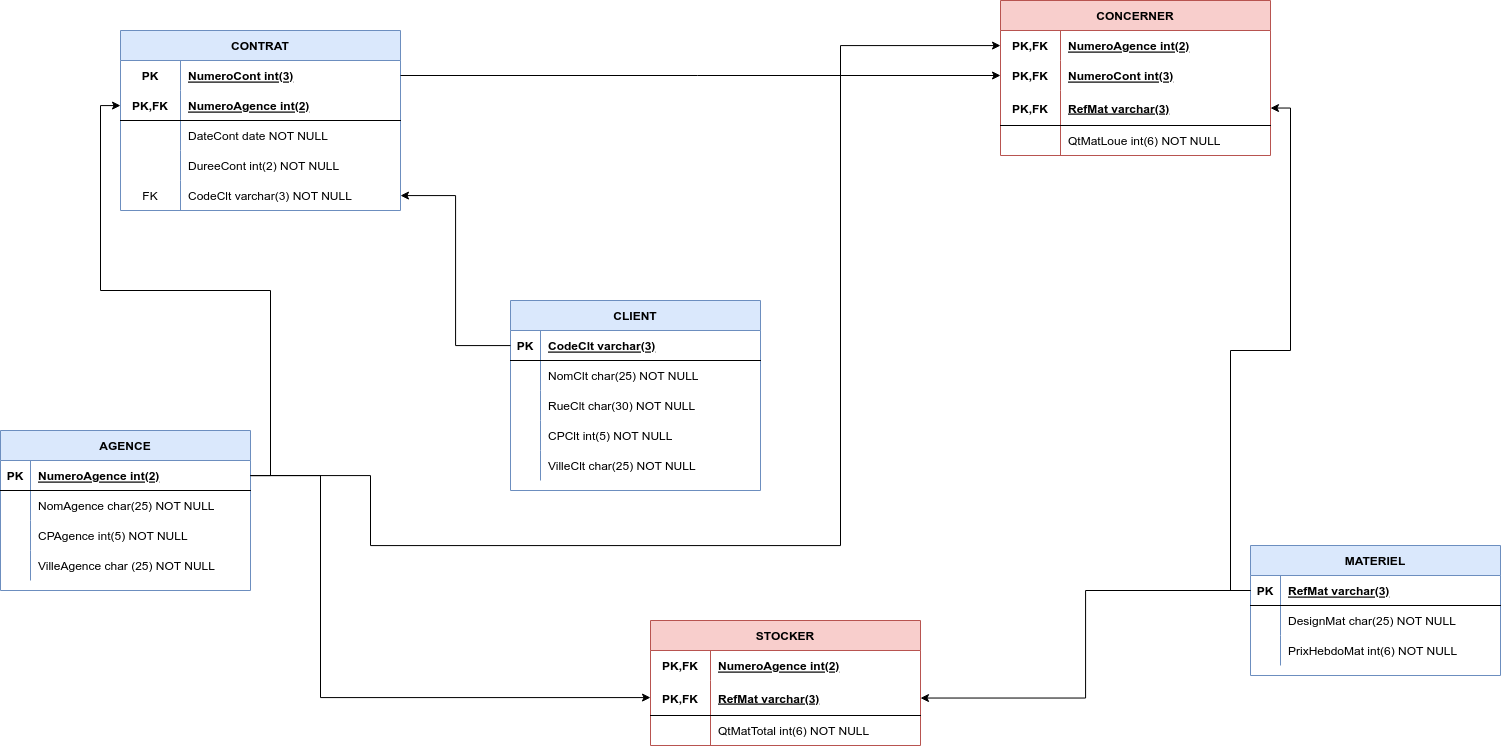 CONTRAT
PK NumeroCont int(3)
PK,FK NumeroAgence int(2)
DateCont date NOT NULL
DureeCont int(2) NOT NULL
FK CodeClt varchar(3) NOT NULL
CONCERNER
PK,FK NumeroAgence int(2)
PK,FK NumeroCont int(3)
PK,FK RefMat varchar(3)
QtMatLoue int(6) NOT NULL
CLIENT
PK CodeClt varchar(3)
NomClt char(25) NOT NULL
RueClt char(30) NOT NULL
CPClt int(5) NOT NULL
VilleClt char(25) NOT NULL
AGENCE
PK NumeroAgence int(2)
NomAgence char(25) NOT NULL
CPAgence int(5) NOT NULL
VilleAgence char (25) NOT NULL
MATERIEL
PK RefMat varchar(3)
DesignMat char(25) NOT NULL
PrixHebdoMat int(6) NOT NULL
STOCKER
PK,FK NumeroAgence int(2)
PK,FK RefMat varchar(3)
QtMatTotal int(6) NOT NULL